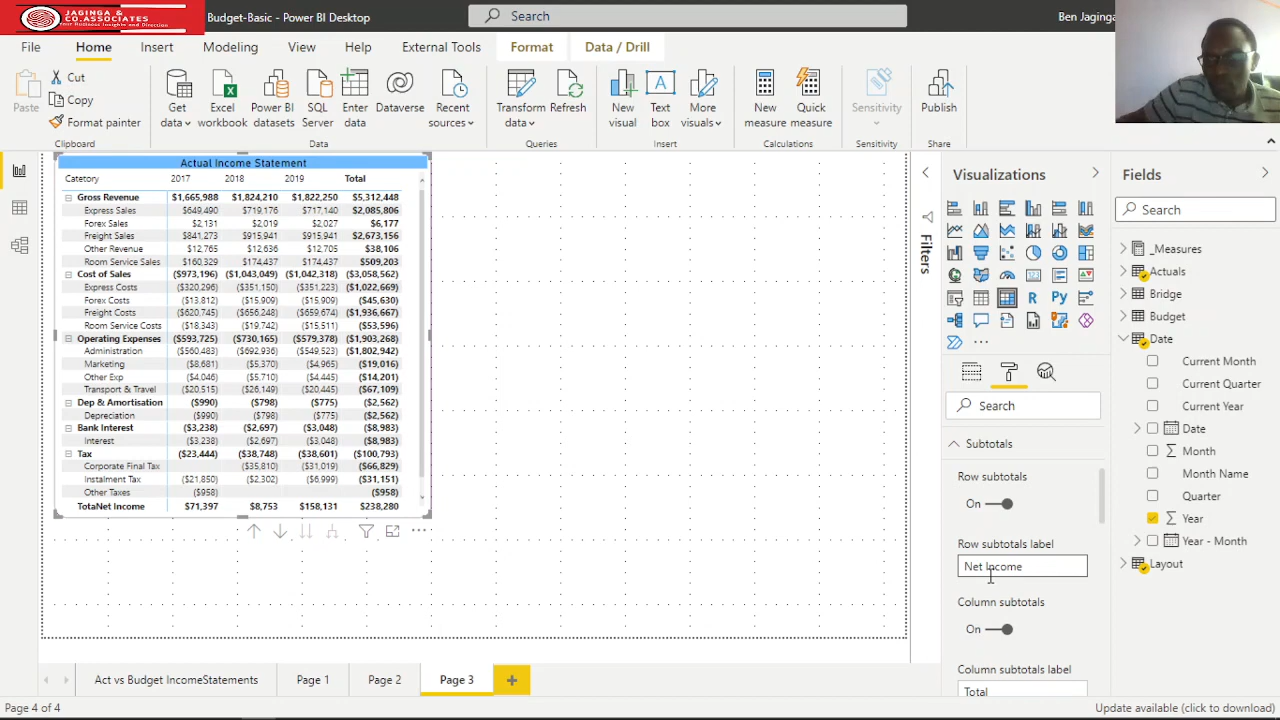 JAGINGA
& CO.ASSOCIATES
Your Business Insights and Direction
Budget-Basic - Power BI Desktop
Search
Ben Jaginga
File
Home
Insert
Modeling
View
Help
External Tools
Format
Data / Drill
Paste
Cut
Copy
Format painter
Clipboard
Get data
Excel workbook
Power BI datasets
SQL Server
Enter data
Dataverse
Recent sources
Data
Transform data
Refresh
Queries
New visual
Text box
More visuals
Insert
New measure
Quick measure
Calculations
Sensitivity
Sensitivity
Publish
Share
Actual Income Statement
Catetory 2017 2018 2019 Total
Gross Revenue $1,665,988 $1,824,210 $1,822,250 $5,312,448
Express Sales $649,490 $719,176 $717,140 $2,085,806
Forex Sales $2,131 $2,019 $2,027 $6,177
Freight Sales $841,273 $915,941 $915,941 $2,673,156
Other Revenue $12,765 $12,636 $12,705 $38,106
Room Service Sales $160,329 $174,437 $174,437 $509,203
Cost of Sales ($973,196) ($1,043,049) ($1,042,318) ($3,058,562)
Express Costs ($320,296) ($351,150) ($351,223) ($1,022,669)
Forex Costs ($13,812) ($15,909) ($15,909) ($45,630)
Freight Costs ($620,745) ($656,248) ($659,674) ($1,936,667)
Room Service Costs ($18,343) ($19,742) ($15,511) ($53,596)
Operating Expenses ($593,725) ($730,165) ($579,378) ($1,903,268)
Administration ($560,483) ($692,936) ($549,523) ($1,802,942)
Marketing ($8,681) ($5,370) ($4,965) ($19,016)
Other Exp ($4,046) ($5,710) ($4,445) ($14,201)
Transport & Travel ($20,515) ($26,149) ($20,445) ($67,109)
Dep & Amortisation ($990) ($798) ($775) ($2,562)
Depreciation ($990) ($798) ($775) ($2,562)
Bank Interest ($3,238) ($2,697) ($3,048) ($8,983)
Interest ($3,238) ($2,697) ($3,048) ($8,983)
Tax ($23,444) ($38,748) ($38,601) ($100,793)
Corporate Final Tax ($35,810) ($31,019) ($66,829)
Instalment Tax ($21,850) ($2,302) ($6,999) ($31,151)
Other Taxes ($958) ($958)
TotaNet Income $71,397 $8,753 $158,131 $238,280
Filters
Visualizations
R
Py
Search
Subtotals
Row subtotals
On
Row subtotals label
Net Income
Column subtotals
On
Column subtotals label
Total
Fields
Search
_Measures
Actuals
Bridge
Budget
Date
Current Month
Current Quarter
Current Year
Date
Month
Month Name
Quarter
Year
Year - Month
Layout
Act vs Budget IncomeStatements
Page 1
Page 2
Page 3
Page 4 of 4
Update available (click to download)